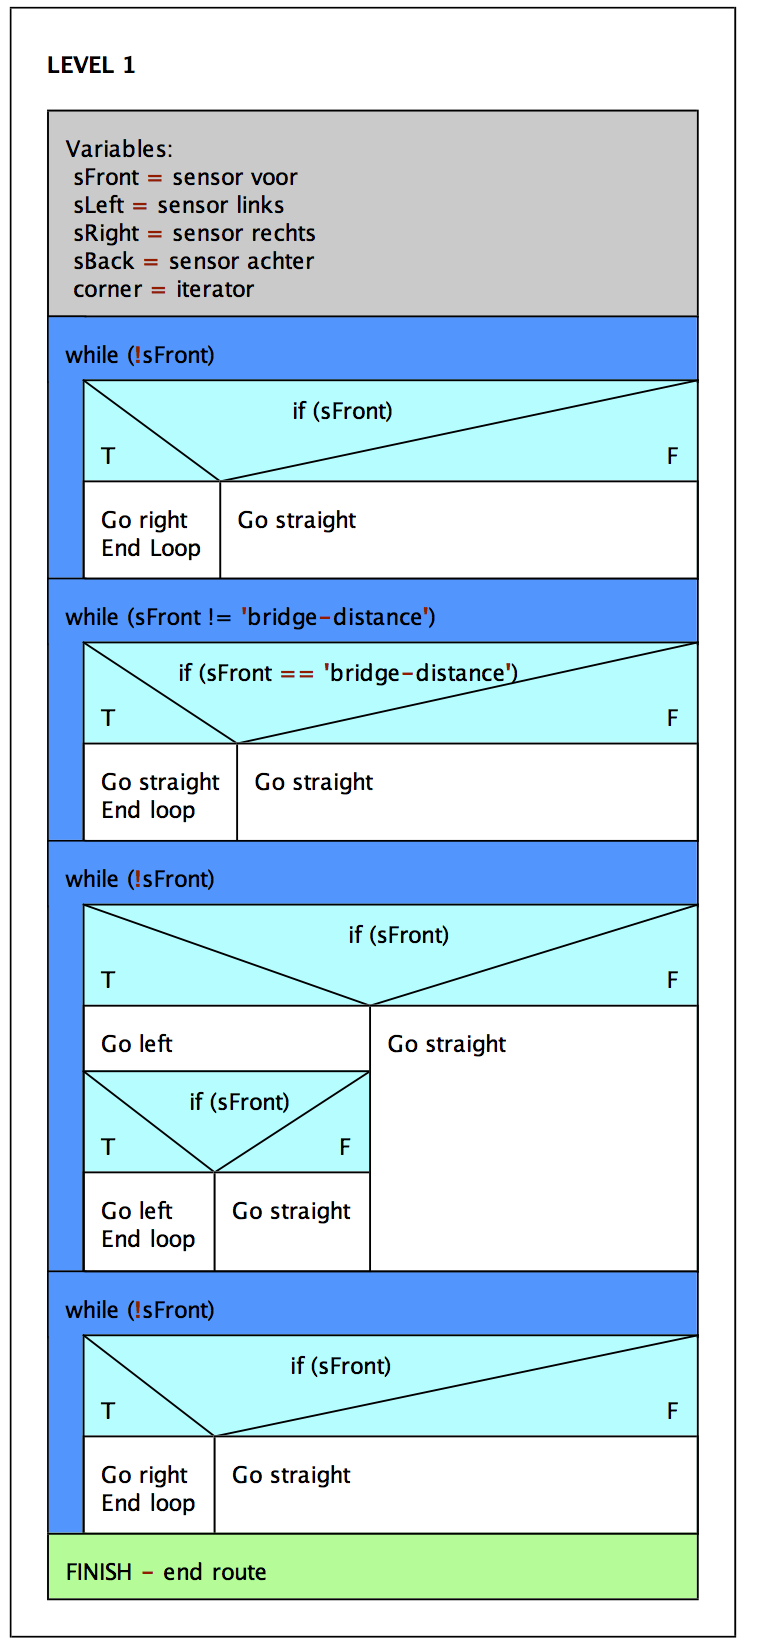 LEVEL 1
Variables:
sFront = sensor voor
sLeft = sensor links
sRight = sensor rechts
sBack = sensor achter
corner = iterator
while (!sFront)
if (sFront)
T
F
Go right
End Loop
Go straight
while (sFront != 'bridge-distance')
if (sFront == 'bridge-distance')
T
F
Go straight
End loop
Go straight
while (!sFront)
if (sFront)
T
F
Go left
Go straight
if (sFront)
T
F
Go left
End loop
Go straight
while (!sFront)
if (sFront)
T
F
Go right
End loop
Go straight
FINISH - end route